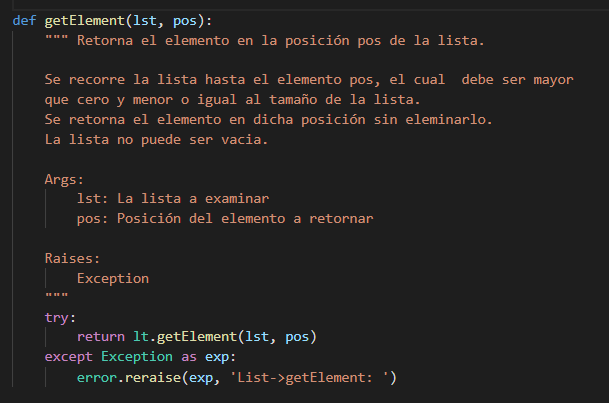 def getElement(lst, pos):
""" Retorna el elemento en la posición pos de la lista.
Se recorre la lista hasta el elemento pos, el cual  debe ser mayor
que cero y menor o igual al tamaño de la lista.
Se retorna el elemento en dicha posición sin eleminarlo.
La lista no puede ser vacia.
Args:
lst: La lista a examinar
pos: Posición del elemento a retornar
Raises:
Exception
"""
try:
return lt.getElement(lst, pos)
except Exception as exp:
error.reraise(exp, 'List->getElement: ')